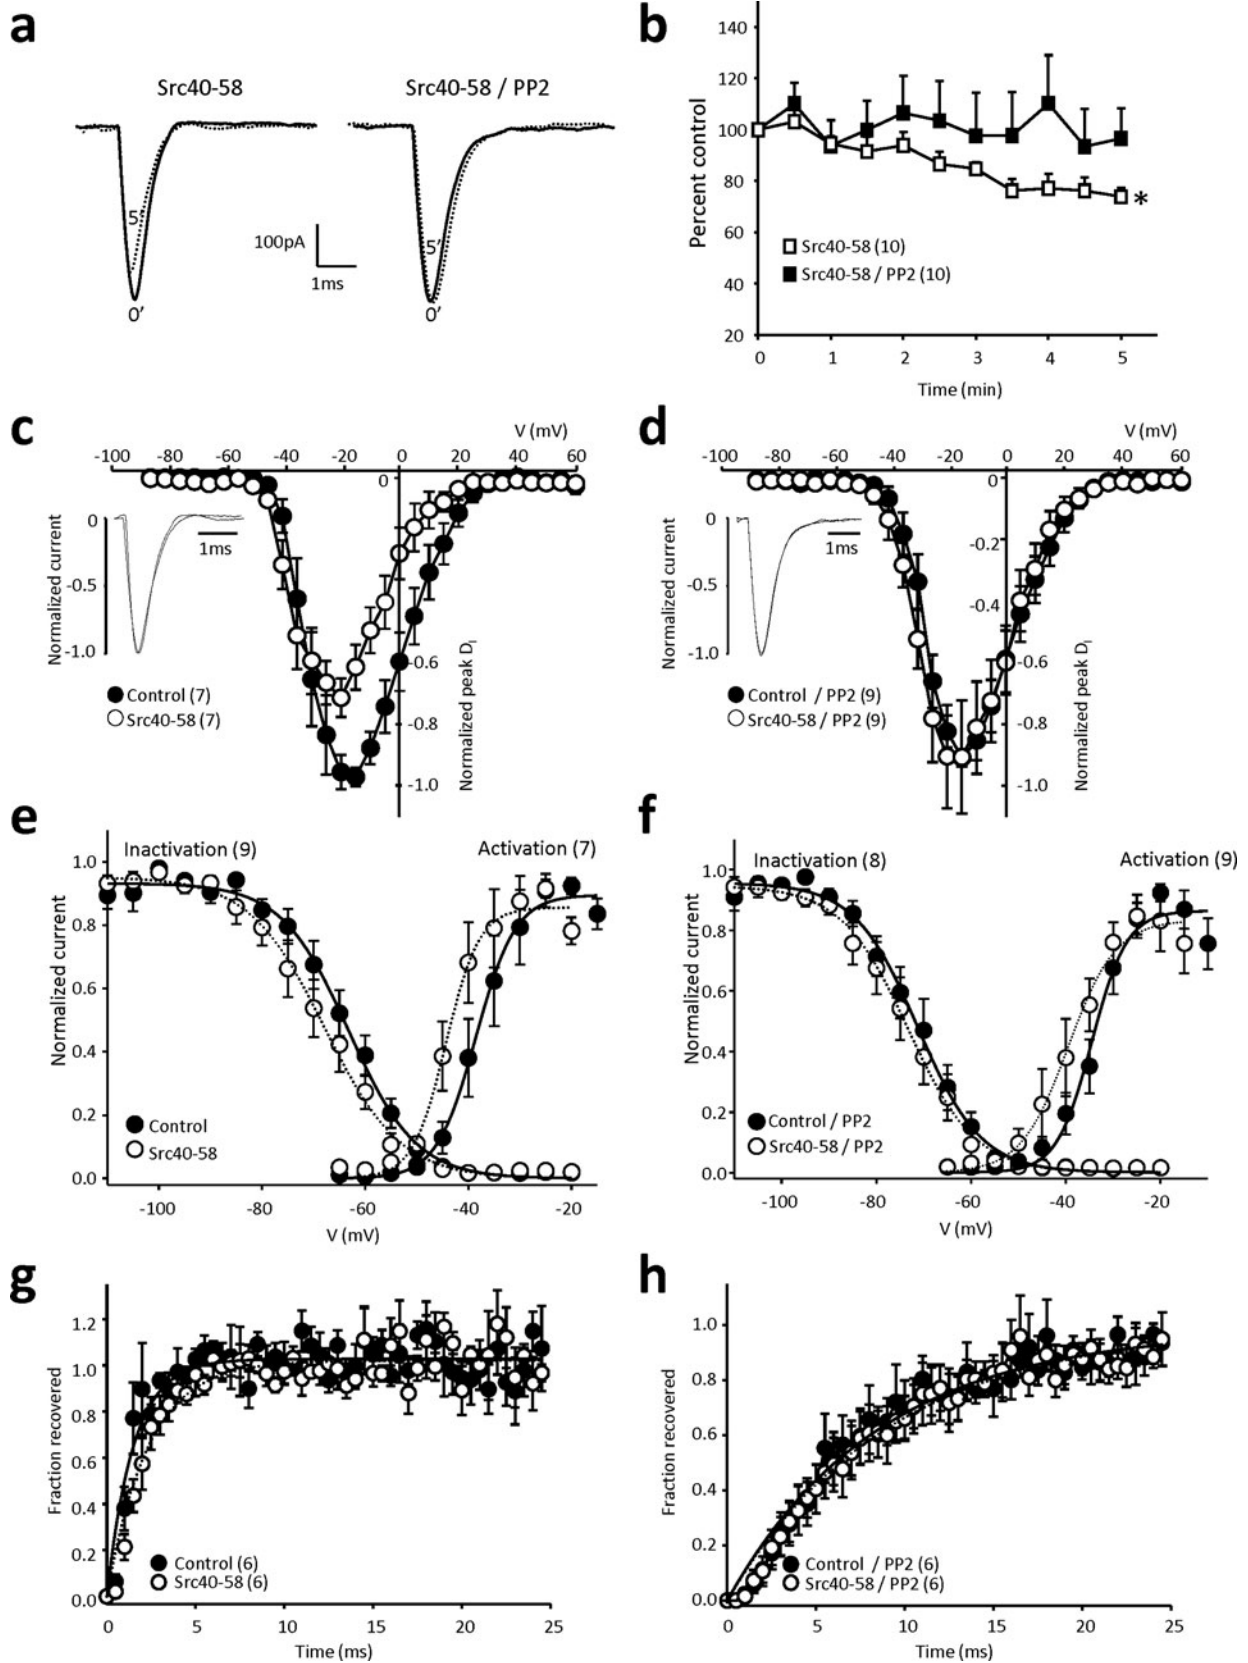 a
Src40-58
Src40-58 / PP2
5'
5'
100pA
1ms
0'
0'
b
140
120
100
80
60
40
20
Percent control
*
Src40-58 (10)
Src40-58 / PP2 (10)
0 1 2 3 4 5
Time (min)
c
V (mV)
-100 -80 -60 -40 -20 0 20 40 60
0
0
-0.5
-1.0
Normalized current
1ms
-0.6
-0.8
-1.0
Normalized peak Dᵢ
Control (7)
Src40-58 (7)
d
V (mV)
-100 -80 -60 -40 -20 0 20 40 60
0
0
-0.5
-1.0
Normalized current
1ms
-0.2
-0.4
-0.6
-0.8
-1.0
Normalized peak Dᵢ
Control / PP2 (9)
Src40-58 / PP2 (9)
e
Inactivation (9)
Activation (7)
1.0
0.8
0.6
0.4
0.2
0.0
Normalized current
Control
Src40-58
-100 -80 -60 -40 -20
V (mV)
f
Inactivation (8)
Activation (9)
1.0
0.8
0.6
0.4
0.2
0.0
Normalized current
Control / PP2
Src40-58 / PP2
-100 -80 -60 -40 -20
V (mV)
g
1.2
1.0
0.8
0.6
0.4
0.2
0.0
Fraction recovered
Control (6)
Src40-58 (6)
0 5 10 15 20 25
Time (ms)
h
1.0
0.8
0.6
0.4
0.2
0.0
Fraction recovered
Control / PP2 (6)
Src40-58 / PP2 (6)
0 5 10 15 20 25
Time (ms)